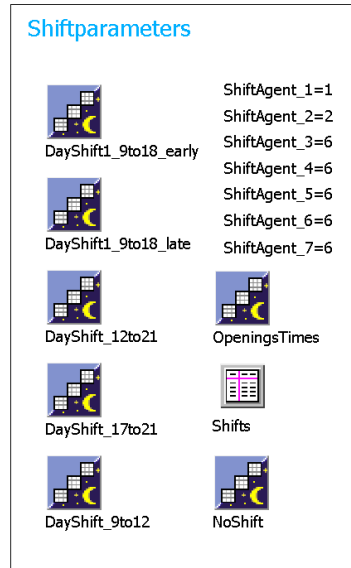 Shiftparameters
DayShift1_9to18_early
DayShift1_9to18_late
DayShift_12to21
DayShift_17to21
DayShift_9to12
ShiftAgent_1=1
ShiftAgent_2=2
ShiftAgent_3=6
ShiftAgent_4=6
ShiftAgent_5=6
ShiftAgent_6=6
ShiftAgent_7=6
OpeningsTimes
Shifts
NoShift